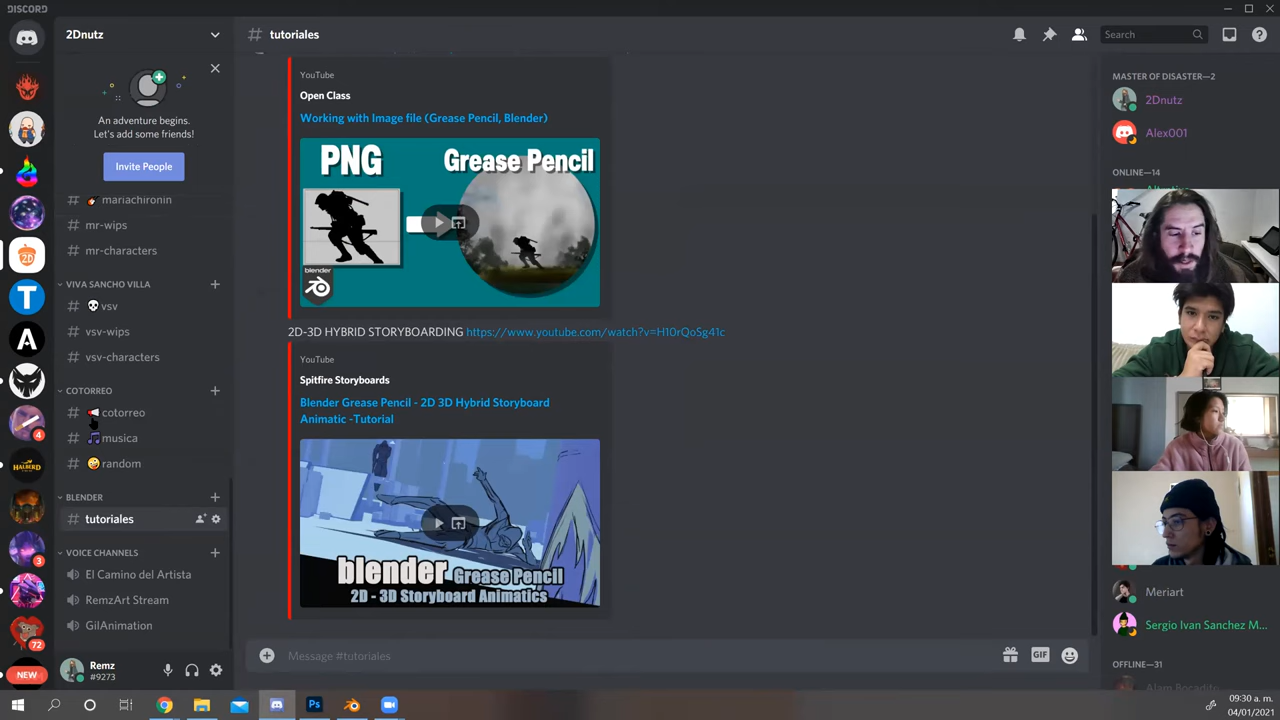 DISCORD
2Dnutz
An adventure begins.
Let's add some friends!
Invite People
mariachironin
mr-wips
mr-characters
VIVA SANCHO VILLA
vsv
vsv-wips
vsv-characters
COTORREO
cotorreo
musica
random
BLENDER
tutoriales
VOICE CHANNELS
El Camino del Artista
RemzArt Stream
GilAnimation
Remz
#9273
4
HALBERD
3
72
NEW
tutoriales
Search
YouTube
Open Class
Working with Image file (Grease Pencil, Blender)
PNG
Grease Pencil
blender
2D-3D HYBRID STORYBOARDING https://www.youtube.com/watch?v=H10rQoSg41c
YouTube
Spitfire Storyboards
Blender Grease Pencil - 2D 3D Hybrid Storyboard
Animatic -Tutorial
blender Grease Pencil
2D - 3D Storyboard Animatics
Message #tutoriales
GIF
MASTER OF DISASTER—2
2Dnutz
Alex001
ONLINE—14
Meriart
Sergio Ivan Sanchez M...
OFFLINE—31
Ps
09:30 a. m.
04/01/2021